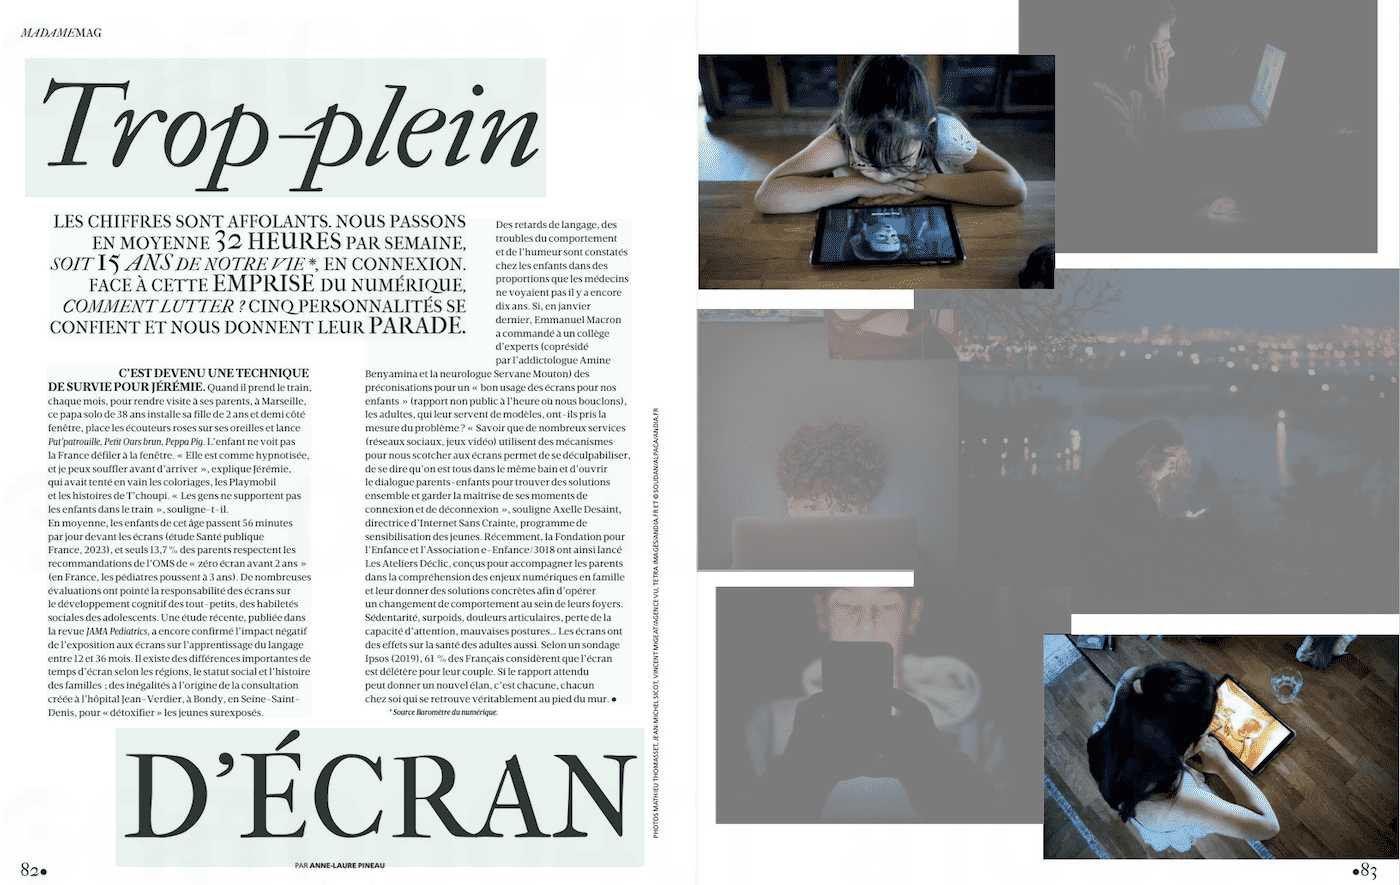 MADAMEMAG
Trop-plein
LES CHIFFRES SONT AFFOLANTS. NOUS PASSONS
EN MOYENNE 32 HEURES PAR SEMAINE,
SOIT 15 ANS DE NOTRE VIE *, EN CONNEXION.
FACE À CETTE EMPRISE DU NUMÉRIQUE,
COMMENT LUTTER ? CINQ PERSONNALITÉS SE
CONFIENT ET NOUS DONNENT LEUR PARADE.
C'EST DEVENU UNE TECHNIQUE
DE SURVIE POUR JÉRÉMIE. Quand il prend le train,
chaque mois, pour rendre visite à ses parents, à Marseille,
ce papa solo de 38 ans installe sa fille de 2 ans et demi côté
fenêtre, place les écouteurs roses sur ses oreilles et lance
Pat'patrouille, Petit Ours brun, Peppa Pig. L'enfant ne voit pas
la France défiler à la fenêtre. « Elle est comme hypnotisée,
et je peux souffler avant d'arriver », explique Jérémie,
qui avait tenté en vain les coloriages, les Playmobil
et les histoires de T'choupi. « Les gens ne supportent pas
les enfants dans le train », souligne-t-il.
En moyenne, les enfants de cet âge passent 56 minutes
par jour devant les écrans (étude Santé publique
France, 2023), et seuls 13,7 % des parents respectent les
recommandations de l'OMS de « zéro écran avant 2 ans »
(en France, les pédiatres poussent à 3 ans). De nombreuses
évaluations ont pointé la responsabilité des écrans sur
le développement cognitif des tout-petits, des habiletés
sociales des adolescents. Une étude récente, publiée dans
la revue JAMA Pediatrics, a encore confirmé l'impact négatif
de l'exposition aux écrans sur l'apprentissage du langage
entre 12 et 36 mois. Il existe des différences importantes de
temps d'écran selon les régions, le statut social et l'histoire
des familles ; des inégalités à l'origine de la consultation
créée à l'hôpital Jean-Verdier, à Bondy, en Seine-Saint-
Denis, pour « détoxifier » les jeunes surexposés.
Des retards de langage, des
troubles du comportement
et de l'humeur sont constatés
chez les enfants dans des
proportions que les médecins
ne voyaient pas il y a encore
dix ans. Si, en janvier
dernier, Emmanuel Macron
a commandé à un collège
d'experts (coprésidé
par l'addictologue Amine
Benyamina et la neurologue Servane Mouton) des
préconisations pour un « bon usage des écrans pour nos
enfants » (rapport non public à l'heure où nous bouclons),
les adultes, qui leur servent de modèles, ont-ils pris la
mesure du problème ? « Savoir que de nombreux services
(réseaux sociaux, jeux vidéo) utilisent des mécanismes
pour nous scotcher aux écrans permet de se déculpabiliser,
de se dire qu'on est tous dans le même bain et d'ouvrir
le dialogue parents-enfants pour trouver des solutions
ensemble et garder la maîtrise de ses moments de
connexion et de déconnexion », souligne Axelle Desaint,
directrice d'Internet Sans Crainte, programme de
sensibilisation des jeunes. Récemment, la Fondation pour
l'Enfance et l'Association e-Enfance/3018 ont ainsi lancé
Les Ateliers Déclic, conçus pour accompagner les parents
dans la compréhension des enjeux numériques en famille
et leur donner des solutions concrètes afin d'opérer
un changement de comportement au sein de leurs foyers.
Sédentarité, surpoids, douleurs articulaires, perte de la
capacité d'attention, mauvaises postures... Les écrans ont
des effets sur la santé des adultes aussi. Selon un sondage
Ipsos (2019), 61 % des Français considèrent que l'écran
est délétère pour leur couple. Si le rapport attendu
peut donner un nouvel élan, c'est chacune, chacun
chez soi qui se retrouve véritablement au pied du mur. ●
* Source Baromètre du numérique.
PHOTOS MATHIEU THOMASSET, JEAN-MICHEL SICOT, VINCENT MIGEAT/AGENCE VU, TETRA IMAGES/ANDIA.FR ET © SOUDAN/ALPACA/ANDIA.FR
D'ÉCRAN
PAR ANNE-LAURE PINEAU
82●
●83